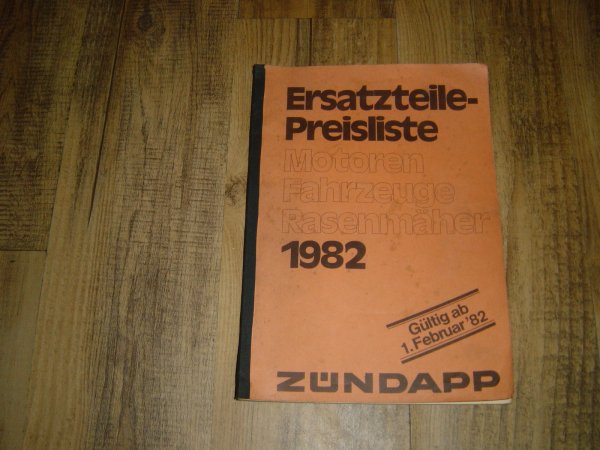 Ersatzteile-
Preisliste
Motoren
Fahrzeuge
Rasenmäher
1982
Gültig ab
1. Februar '82
ZÜNDAPP